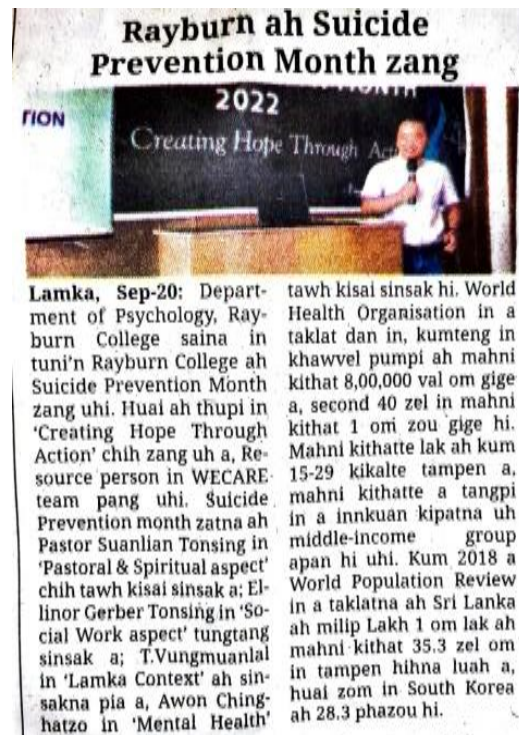 Rayburn ah Suicide
Prevention Month zang
TION
MONTH
2022
Creating Hope Through
Lamka, Sep-20: Depart-
ment of Psychology, Ray-
burn College saina in
tuni'n Rayburn College ah
Suicide Prevention Month
zang uhi. Huai ah thupi in
'Creating Hope Through
Action' chih zang uh a, Re-
source person in WECARE
team pang uhi. Suicide
Prevention month zatna ah
Pastor Suanlian Tonsing in
'Pastoral & Spiritual aspect'
chih tawh kisai sinsak a; El-
linor Gerber Tonsing in 'So-
cial Work aspect' tungtang
sinsak a; T.Vungmuanlal
in 'Lamka Context' ah sin-
sakna pia a, Awon Ching-
hatzo in 'Mental Health'
tawh kisai sinsak hi. World
Health Organisation in a
taklat dan in, kumteng in
khawvel pumpi ah mahni
kithat 8,00,000 val om gige
a, second 40 zel in mahni
kithat 1 om zou gige hi.
Mahni kithatte lak ah kum
15-29 kikalte tampen a,
mahni kithatte a tangpi
in a innkuan kipatna uh
middle-income group
apan hi uhi. Kum 2018 a
World Population Review
in a taklatna ah Sri Lanka
ah milip Lakh 1 om lak ah
mahni kithat 35.3 zel om
in tampen hihna luah a,
huai zom in South Korea
ah 28.3 phazou hi.